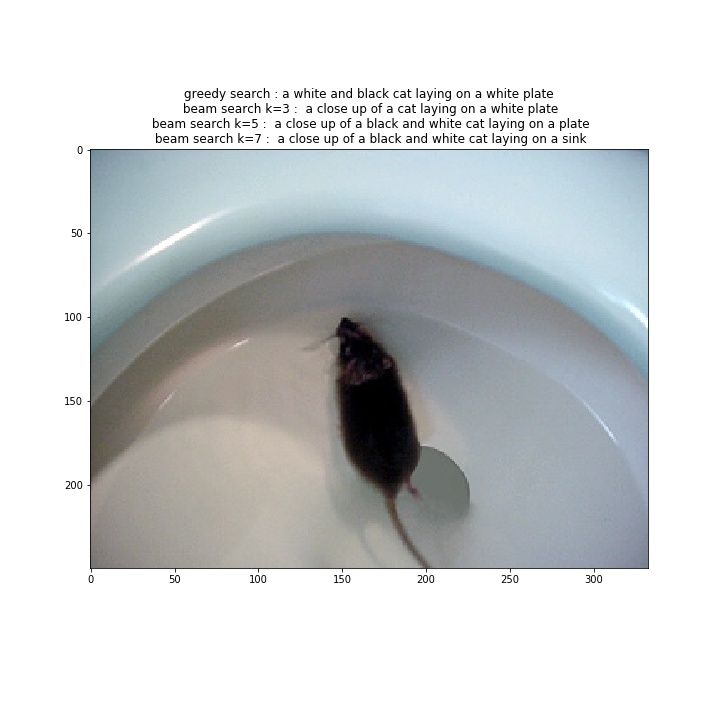 greedy search : a white and black cat laying on a white plate
beam search k=3 :  a close up of a cat laying on a white plate
beam search k=5 :  a close up of a black and white cat laying on a plate
beam search k=7 :  a close up of a black and white cat laying on a sink
0
50
100
150
200
0 50 100 150 200 250 300